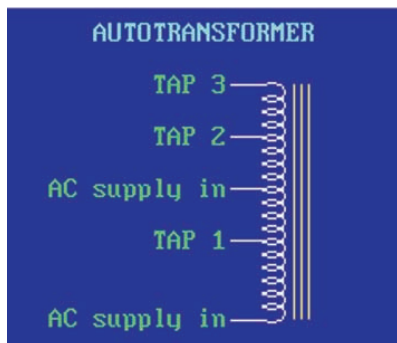 AUTOTRANSFORMER
TAP 3
TAP 2
AC supply in
TAP 1
AC supply in